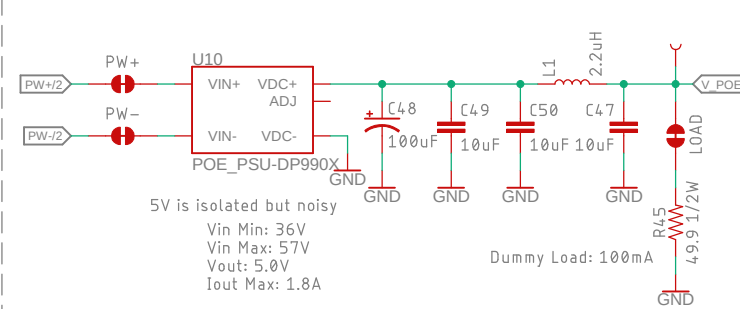 PW+
U10
PW+/2
VIN+
VDC+
ADJ
L1
2.2uH
V_POE
PW-
PW-/2
VIN-
VDC-
POE_PSU-DP990X
GND
+
C48
100uF
GND
C49
10uF
GND
C50
10uF
GND
C47
10uF
GND
LOAD
R45
49.9 1/2W
GND
5V is isolated but noisy
Vin Min: 36V
Vin Max: 57V
Vout: 5.0V
Iout Max: 1.8A
Dummy Load: 100mA